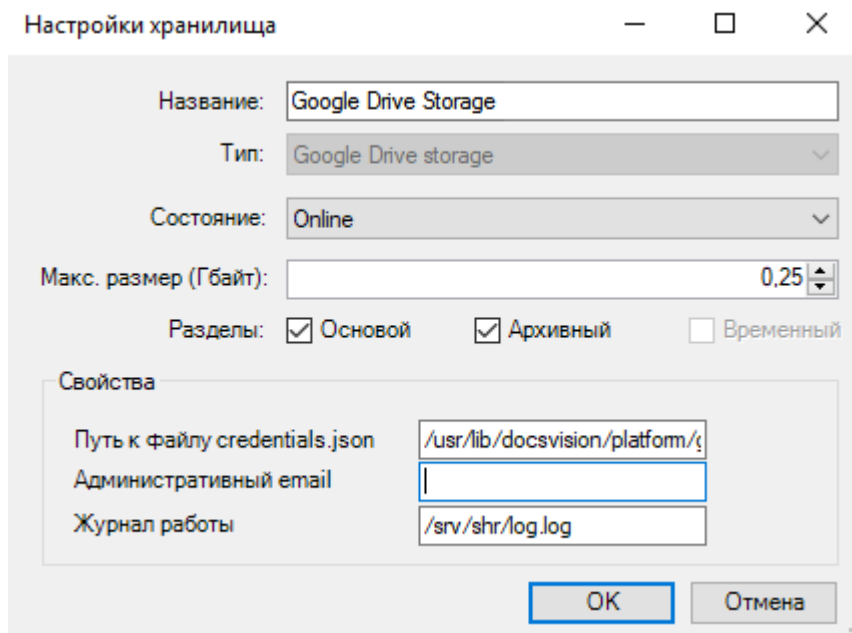 Настройки хранилища
Название: Google Drive Storage
Тип: Google Drive storage
Состояние: Online
Макс. размер (Гбайт): 0,25
Разделы: Основой Архивный Временный
Свойства
Путь к файлу credentials.json /usr/lib/docsvision/platform/g
Административный email
Журнал работы /srv/shr/log.log
OK Отмена